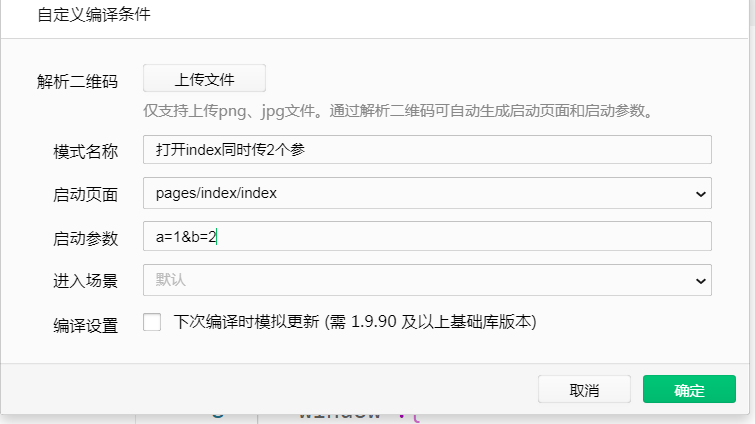 自定义编译条件
解析二维码 上传文件
仅支持上传png、jpg文件。通过解析二维码可自动生成启动页面和启动参数。
模式名称 打开index同时传2个参
启动页面 pages/index/index
启动参数 a=1&b=2
进入场景 默认
编译设置 下次编译时模拟更新 (需 1.9.90 及以上基础库版本)
取消 确定